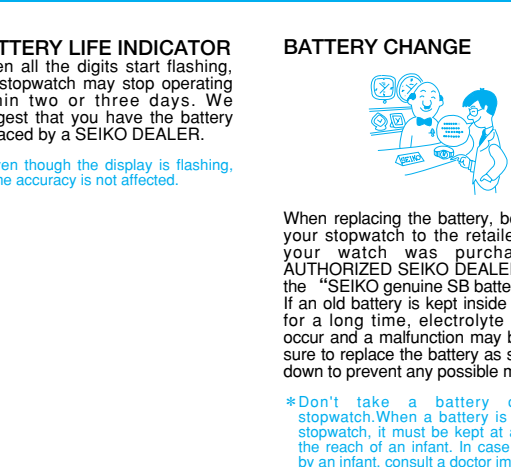 TTERY LIFE INDICATOR
en all the digits start flashing,
stopwatch may stop operating
hin two or three days. We
gest that you have the battery
laced by a SEIKO DEALER.
en though the display is flashing,
ne accuracy is not affected.
BATTERY CHANGE
SEIKO
When replacing the battery, b
your stopwatch to the retaile
your watch was purcha
AUTHORIZED SEIKO DEALER
the “SEIKO genuine SB batte
If an old battery is kept inside
for a long time, electrolyte
occur and a malfunction may b
sure to replace the battery as s
down to prevent any possible m
*Don't take a battery o
stopwatch.When a battery is
stopwatch, it must be kept at a
the reach of an infant. In case
by an infant, consult a doctor im